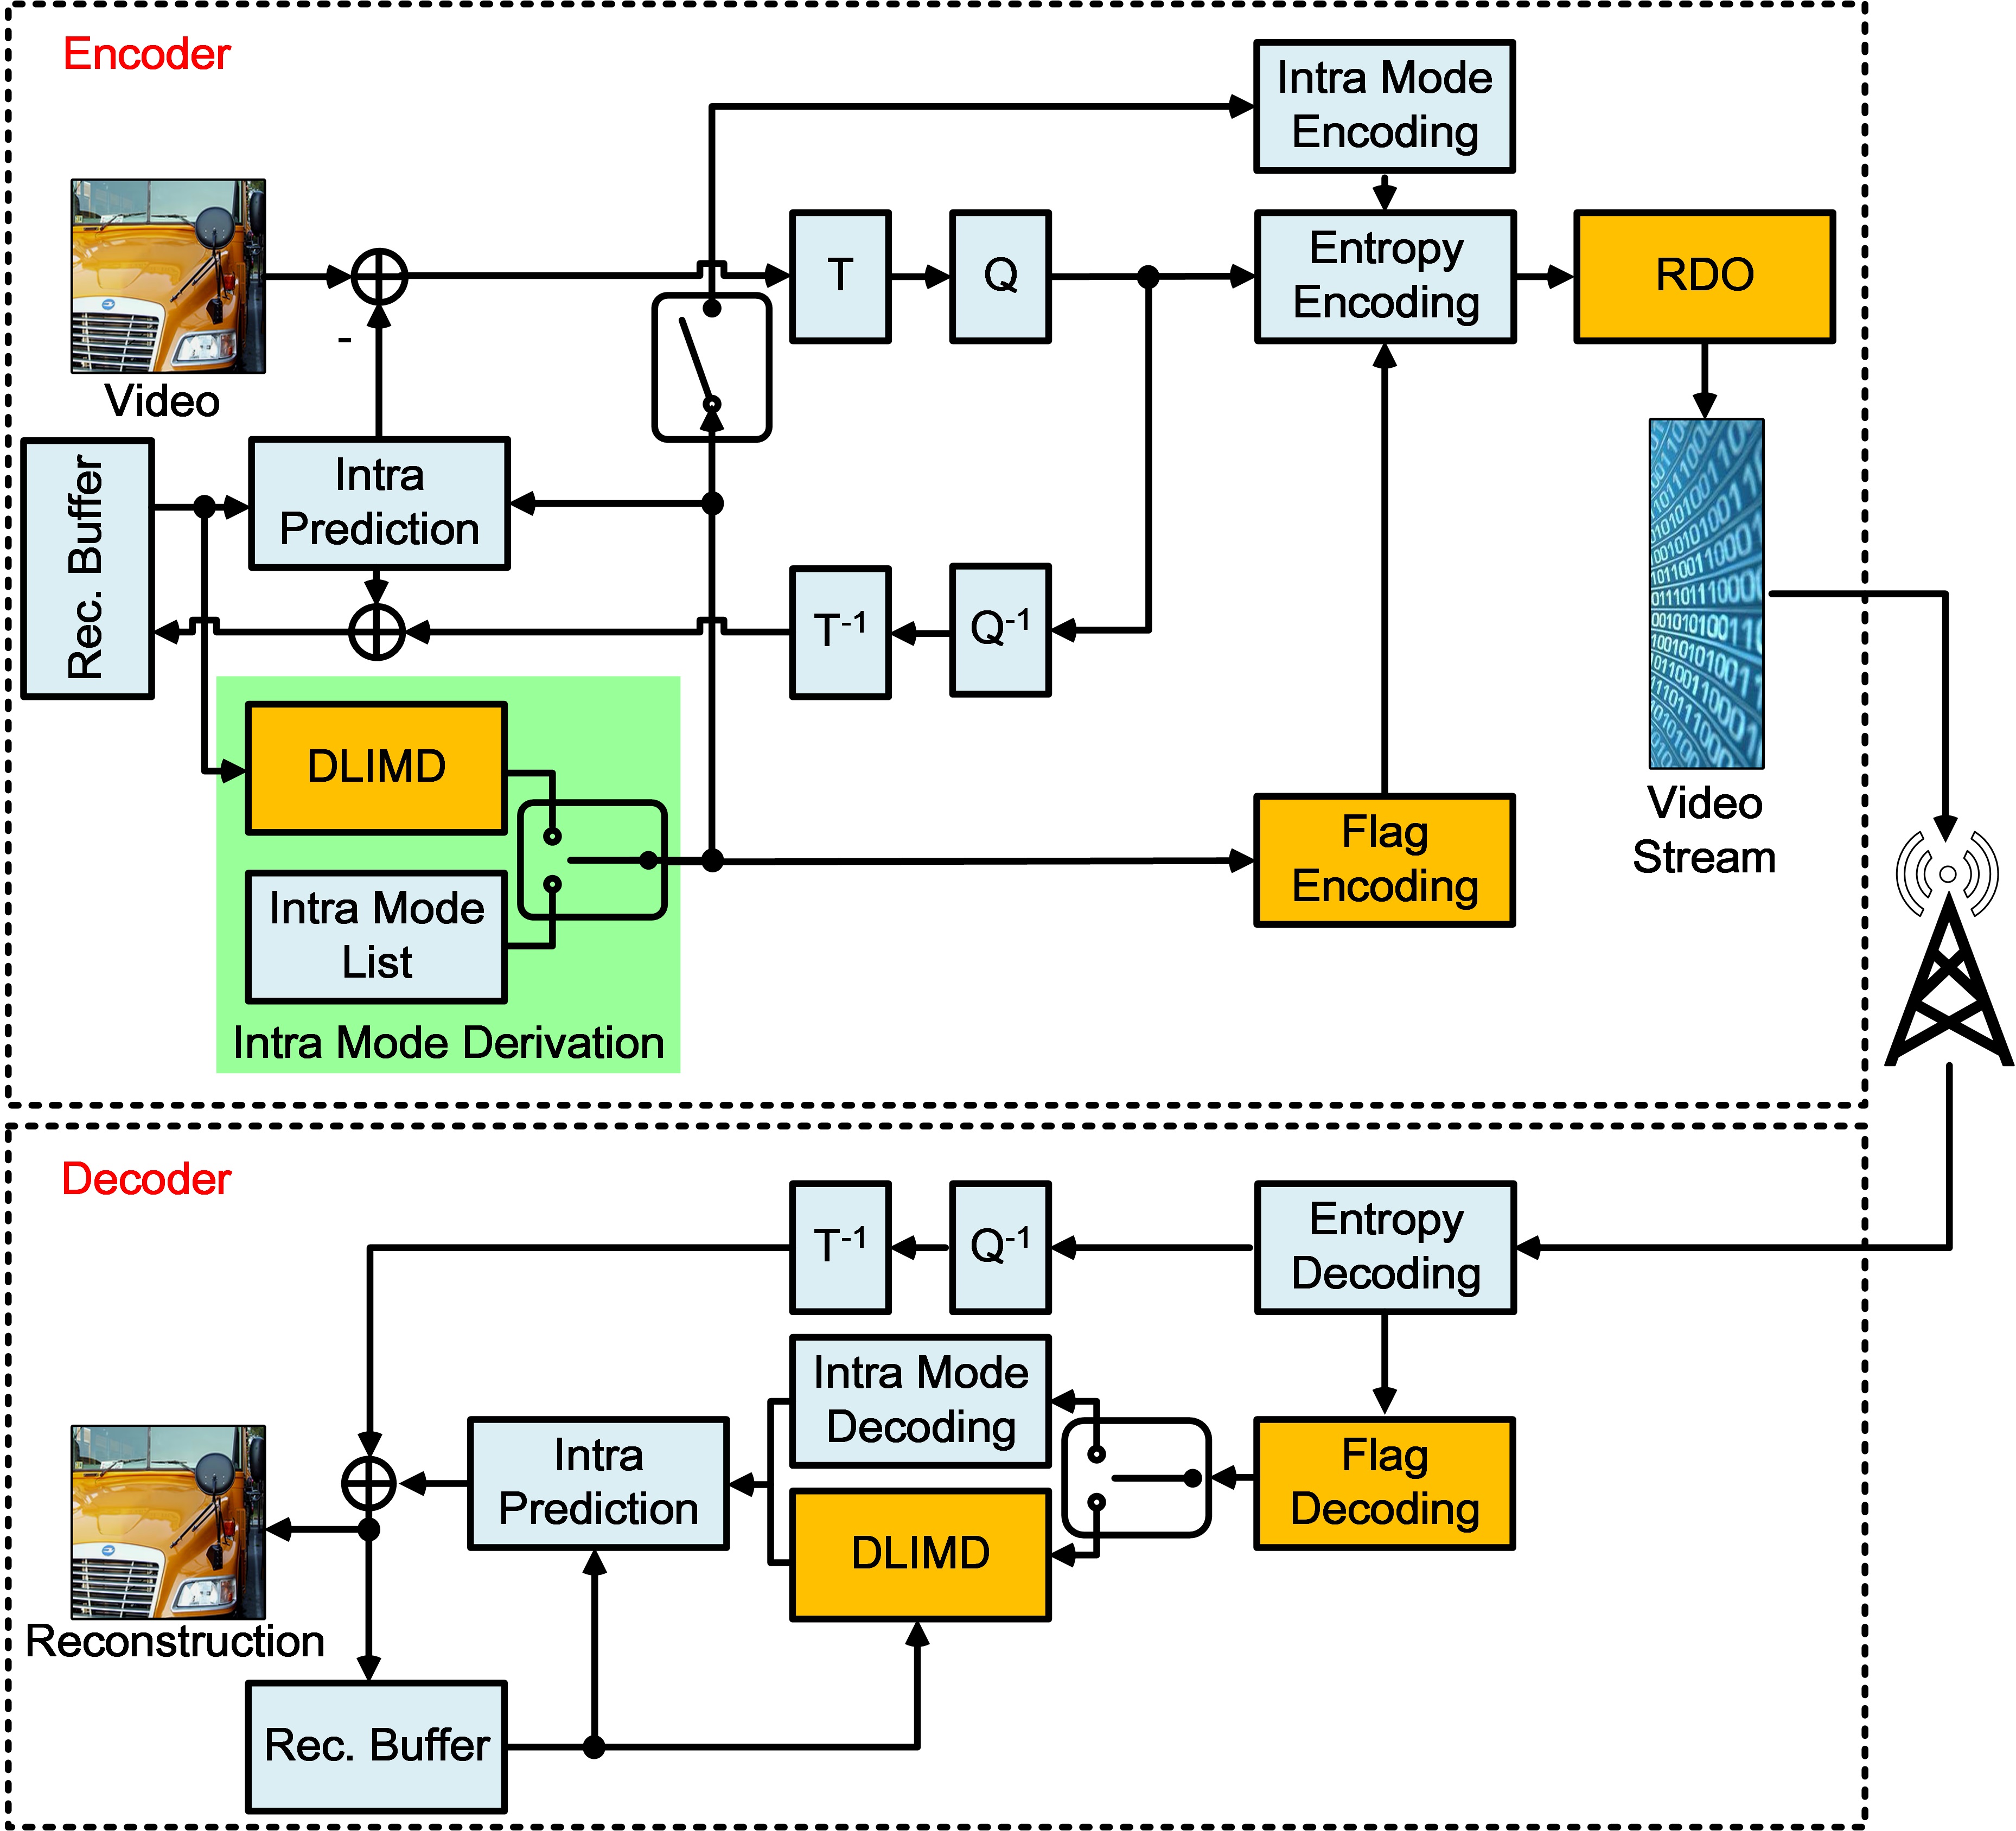 Encoder
Intra Mode
Encoding
Video
-
T
Q
Entropy
Encoding
RDO
Rec. Buffer
Intra
Prediction
T-1
Q-1
DLIMD
Intra Mode
List
Intra Mode Derivation
Flag
Encoding
Video
Stream
Decoder
T-1
Q-1
Entropy
Decoding
Intra Mode
Decoding
Intra
Prediction
DLIMD
Flag
Decoding
Reconstruction
Rec. Buffer